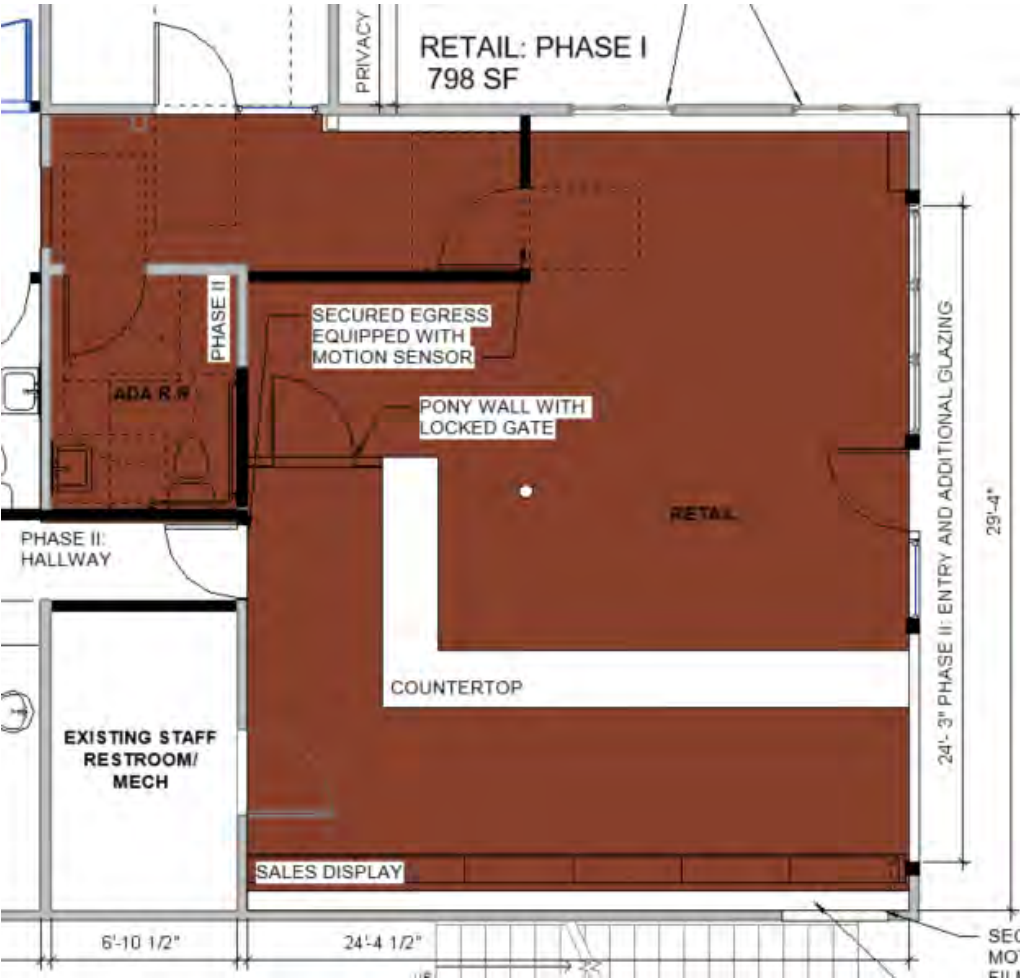 PRIVACY
RETAIL: PHASE I
798 SF
PHASE II
SECURED EGRESS
EQUIPPED WITH
MOTION SENSOR
ADA R.R
PONY WALL WITH
LOCKED GATE
RETAIL
24'- 3" PHASE II: ENTRY AND ADDITIONAL GLAZING
29'-4"
PHASE II:
HALLWAY
COUNTERTOP
EXISTING STAFF
RESTROOM/
MECH
SALES DISPLAY
6'-10 1/2"
24'-4 1/2"
SEC
MO